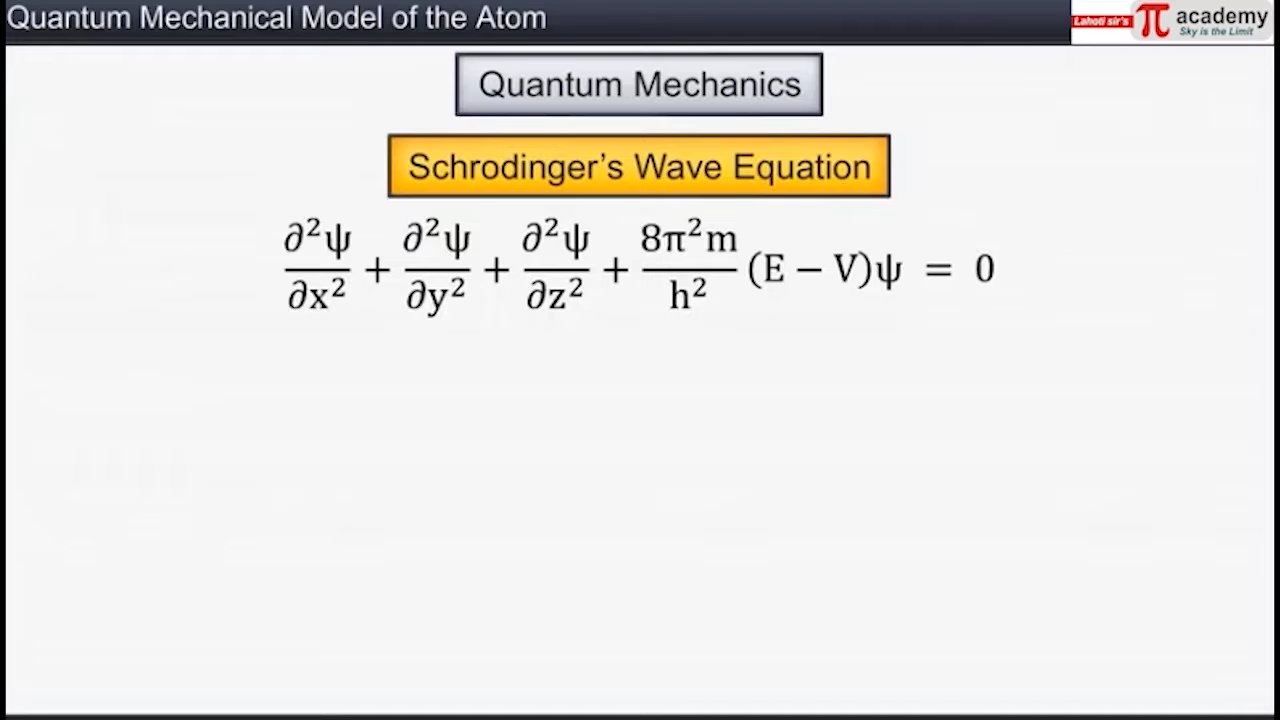 Quantum Mechanical Model of the Atom
Lahoti sir's π academy
Sky is the Limit
Quantum Mechanics
Schrodinger’s Wave Equation
∂²ψ/∂x² + ∂²ψ/∂y² + ∂²ψ/∂z² + 8π²m/h² (E − V)ψ = 0